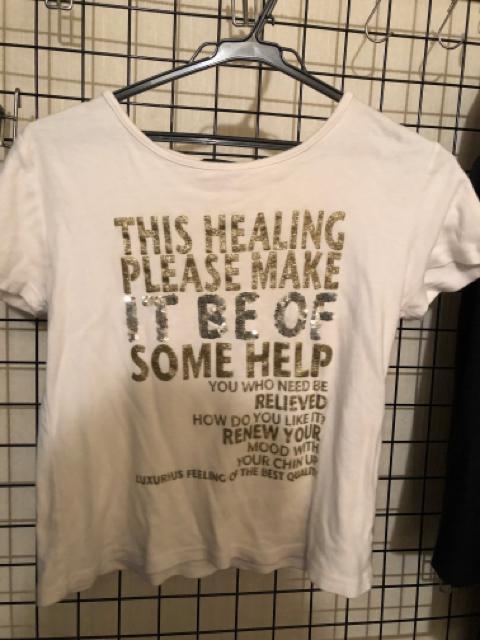 THIS HEALING
PLEASE MAKE
IT BE OF
SOME HELP
YOU WHO NEED BE
RELIEVED
HOW DO YOU LIKE IT?
RENEW YOUR
MOOD WITH
YOUR CHIN UP
LUXURIUS FEELING OF THE BEST QUALITY